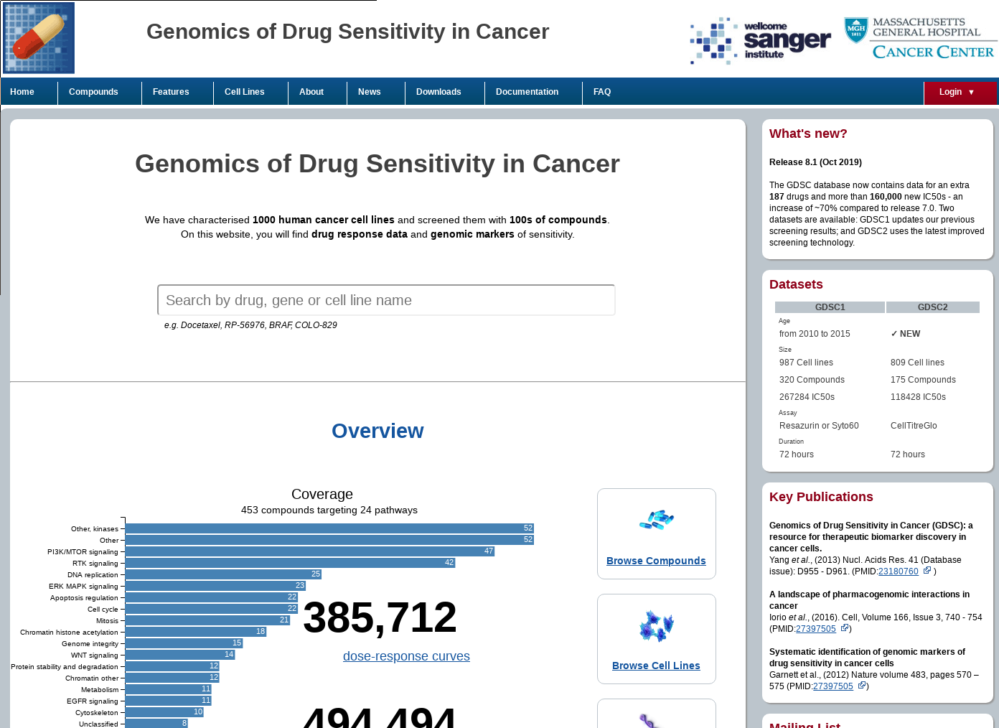 Genomics of Drug Sensitivity in Cancer
wellcome
sanger
institute
MGH
1811
MASSACHUSETTS
GENERAL HOSPITAL
CANCER CENTER
Home Compounds Features Cell Lines About News Downloads Documentation FAQ Login ▼
Genomics of Drug Sensitivity in Cancer
We have characterised 1000 human cancer cell lines and screened them with 100s of compounds.
On this website, you will find drug response data and genomic markers of sensitivity.
Search by drug, gene or cell line name
e.g. Docetaxel, RP-56976, BRAF, COLO-829
Overview
Coverage
453 compounds targeting 24 pathways
Other, kinases 52
Other 52
PI3K/MTOR signaling 47
RTK signaling 42
DNA replication 25
ERK MAPK signaling 23
Apoptosis regulation 22
Cell cycle 22
Mitosis 21
Chromatin histone acetylation 18
Genome integrity 15
WNT signaling 14
Protein stability and degradation 12
Chromatin other 12
Metabolism 11
EGFR signaling 11
Cytoskeleton 10
Unclassified 8
385,712
dose-response curves
494,494
Browse Compounds
Browse Cell Lines
What's new?
Release 8.1 (Oct 2019)
The GDSC database now contains data for an extra
187 drugs and more than 160,000 new IC50s - an
increase of ~70% compared to release 7.0. Two
datasets are available: GDSC1 updates our previous
screening results; and GDSC2 uses the latest improved
screening technology.
Datasets
GDSC1 GDSC2
Age
from 2010 to 2015 ✓ NEW
Size
987 Cell lines 809 Cell lines
320 Compounds 175 Compounds
267284 IC50s 118428 IC50s
Assay
Resazurin or Syto60 CellTitreGlo
Duration
72 hours 72 hours
Key Publications
Genomics of Drug Sensitivity in Cancer (GDSC): a
resource for therapeutic biomarker discovery in
cancer cells.
Yang et al., (2013) Nucl. Acids Res. 41 (Database
issue): D955 - D961. (PMID:23180760 )
A landscape of pharmacogenomic interactions in
cancer
Iorio et al., (2016). Cell, Volume 166, Issue 3, 740 - 754
(PMID:27397505 )
Systematic identification of genomic markers of
drug sensitivity in cancer cells
Garnett et al., (2012) Nature volume 483, pages 570 –
575 (PMID:27397505 )
Mailing List